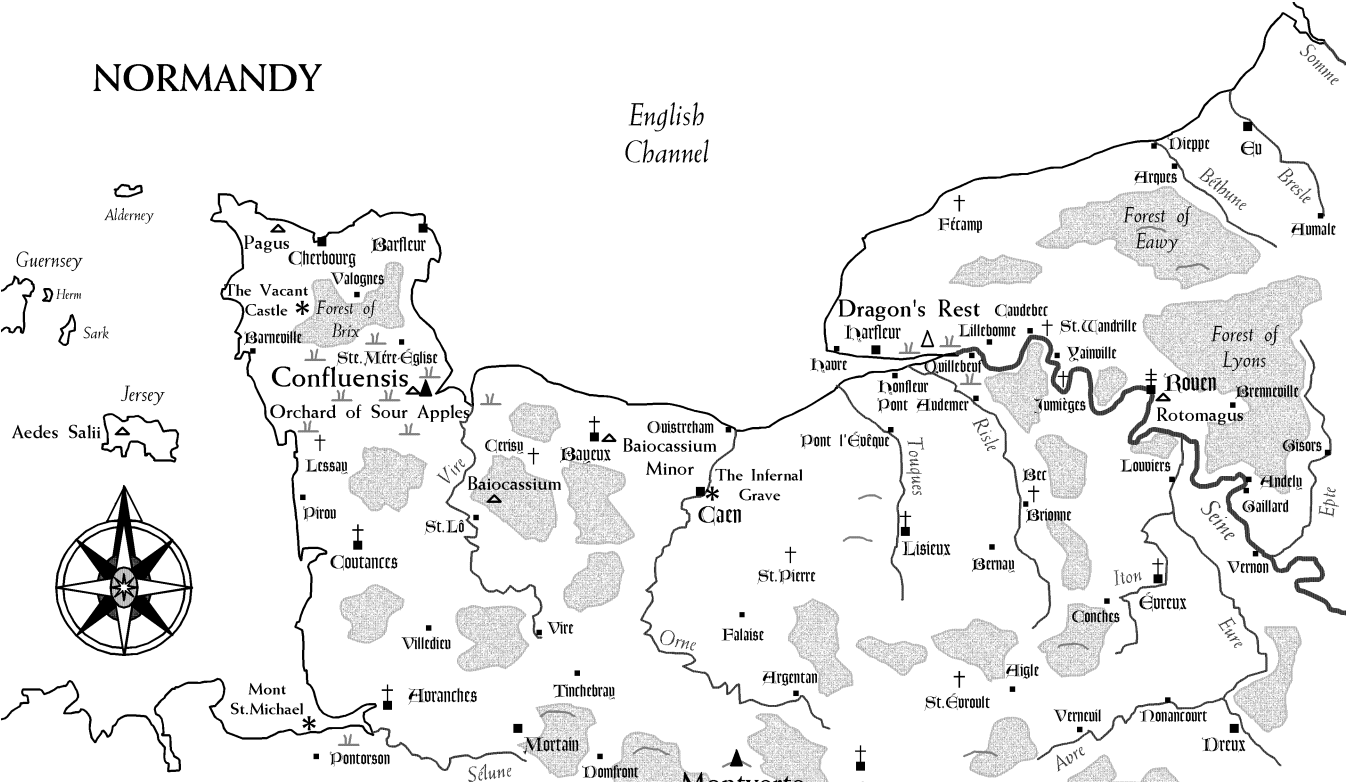 NORMANDY
English
Channel
Somme
Dieppe
Eu
Arques
Béthune
Bresle
Aumale
Alderney
Fécamp
Forest of
Eawy
Pagus
Cherbourg
Barfleur
Guernsey
Herm
Sark
Valognes
The Vacant
Castle
Forest of
Brix
Barneville
Ste.Mére-Église
Confluensis
Orchard of Sour Apples
Jersey
Aedes Salii
Dragon's Rest
Caudebec
Harfleur
Lillebonne
St.Wandrille
Havre
Quillebeuf
Yainville
Forest of
Lyons
Honfleur
Pont Audemer
Jumièges
Rouen
Rotomagus
Brenneville
Lessay
Cerisy
Bayeux
Ouistreham
Baiocassium
Minor
Pont l'Évêque
Touques
Risle
Louviers
Gisors
Vire
Baiocassium
The Infernal
Grave
Caen
Bec
Brionne
Andely
Gaillard
Seine
Epte
Pirou
St.Lô
Coutances
Lisieux
Bernay
Vernon
St.Pierre
Iton
Évreux
Conches
Villedieu
Vire
Orne
Falaise
Eure
Tinchebray
Argentan
Aigle
St.Évroult
Mont
St.Michael
Avranches
Verneuil
Nonancourt
Dreux
Mortain
Pontorson
Sélune
Domfront
Avre